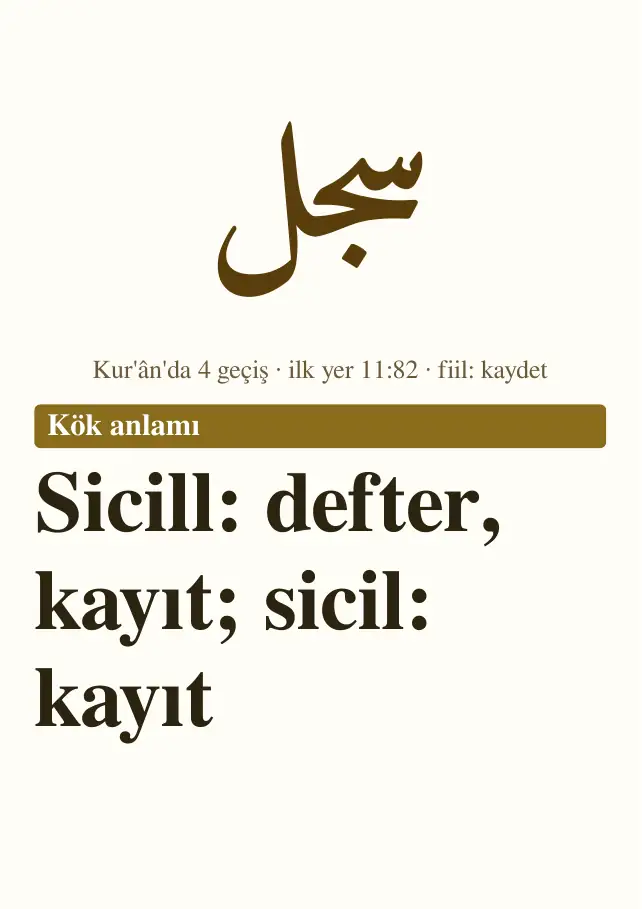 سجل
Kur'ân'da 4 geçiş · ilk yer 11:82 · fiil: kaydet
Kök anlamı
Sicill: defter,
kayıt; sicil:
kayıt